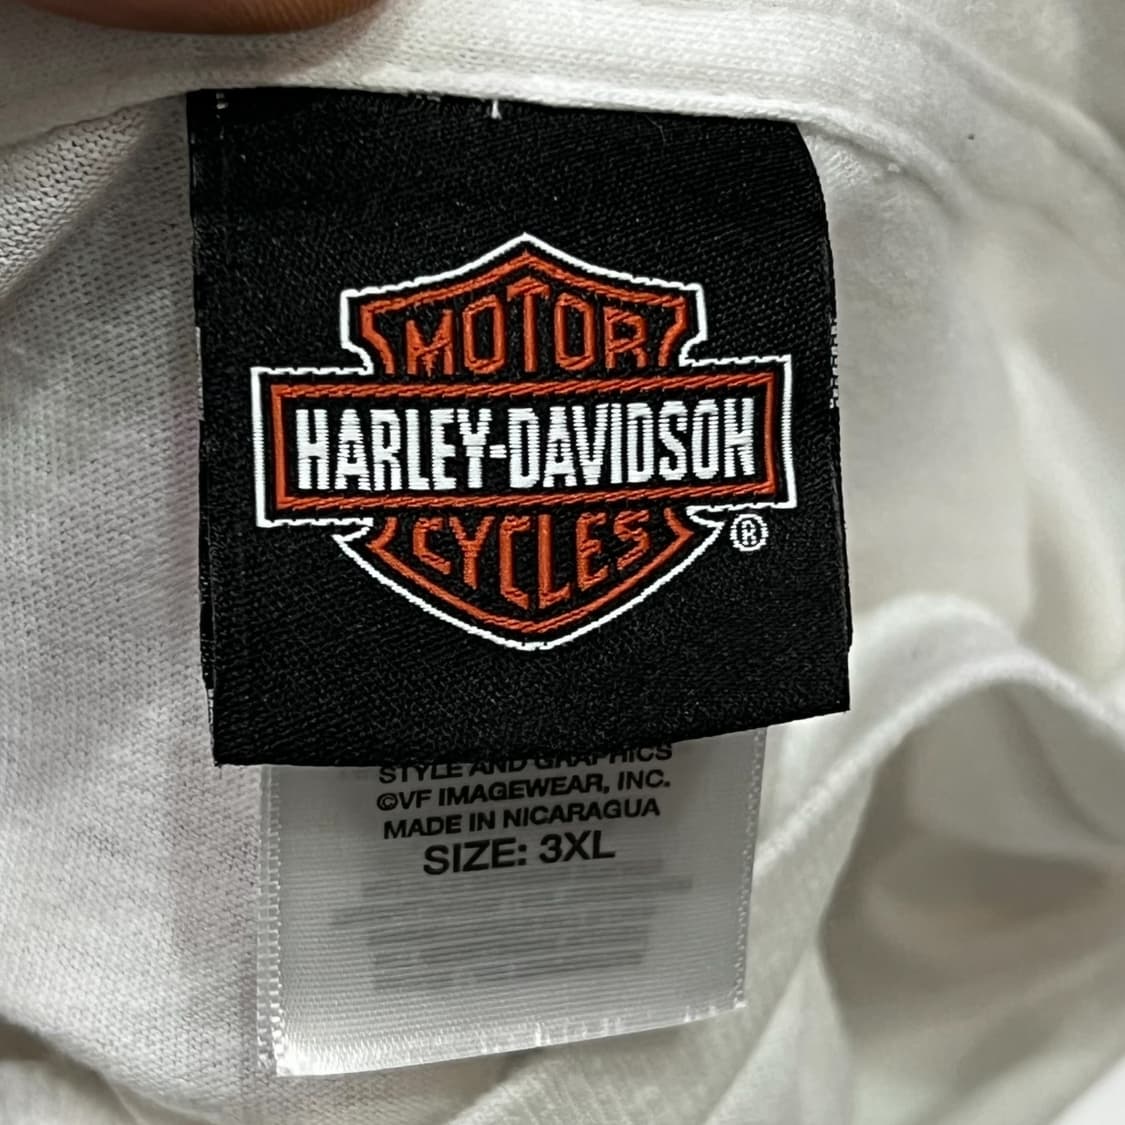 MOTOR
HARLEY-DAVIDSON
CYCLES
®
STYLE AND GRAPHICS
©VF IMAGEWEAR, INC.
MADE IN NICARAGUA
SIZE: 3XL